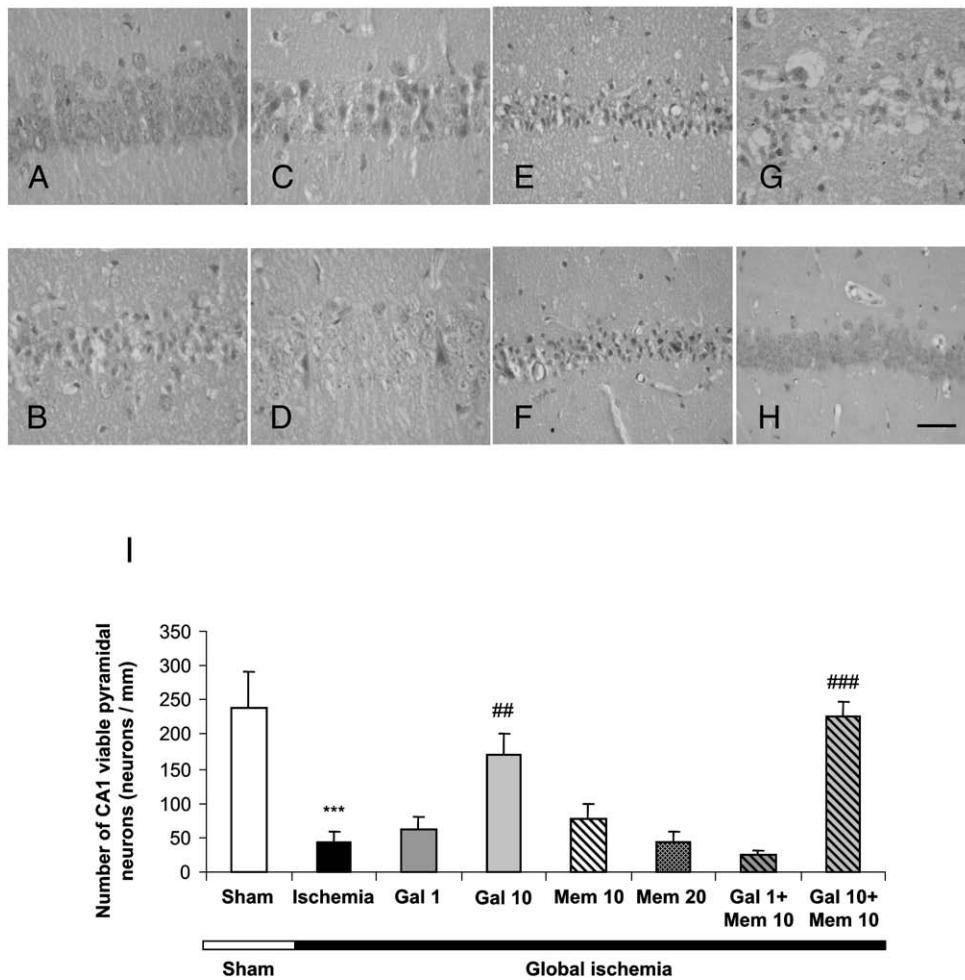 A
C
E
G
B
D
F
H
I
Number of CA1 viable pyramidal
neurons (neurons / mm)
350
300
250
200
150
100
50
0
***
##
###
Sham
Ischemia
Gal 1
Gal 10
Mem 10
Mem 20
Gal 1+
Mem 10
Gal 10+
Mem 10
Sham
Global ischemia